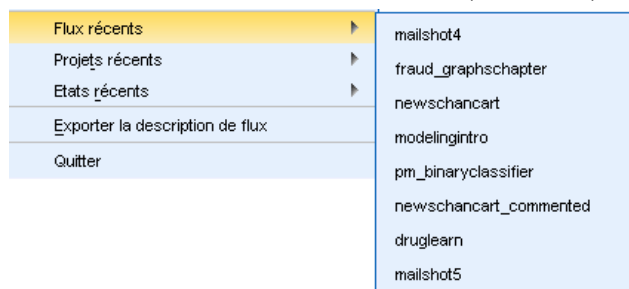 Flux récents
Projets récents
Etats récents
Exporter la description de flux
Quitter
mailshot4
fraud_graphschapter
newschancart
modelingintro
pm_binaryclassifier
newschancart_commented
druglearn
mailshot5